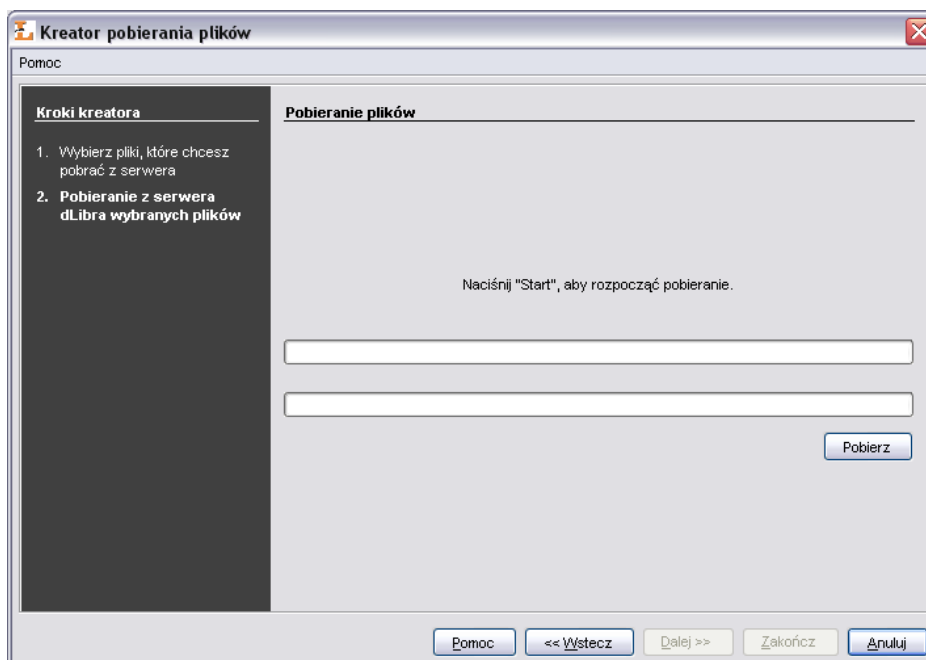 Kreator pobierania plików
Pomoc
Kroki kreatora
1. Wybierz pliki, które chcesz
pobrać z serwera
2. Pobieranie z serwera
dLibra wybranych plików
Pobieranie plików
Naciśnij "Start", aby rozpocząć pobieranie.
Pobierz
Pomoc
<< Wstecz
Dalej >>
Zakończ
Anuluj